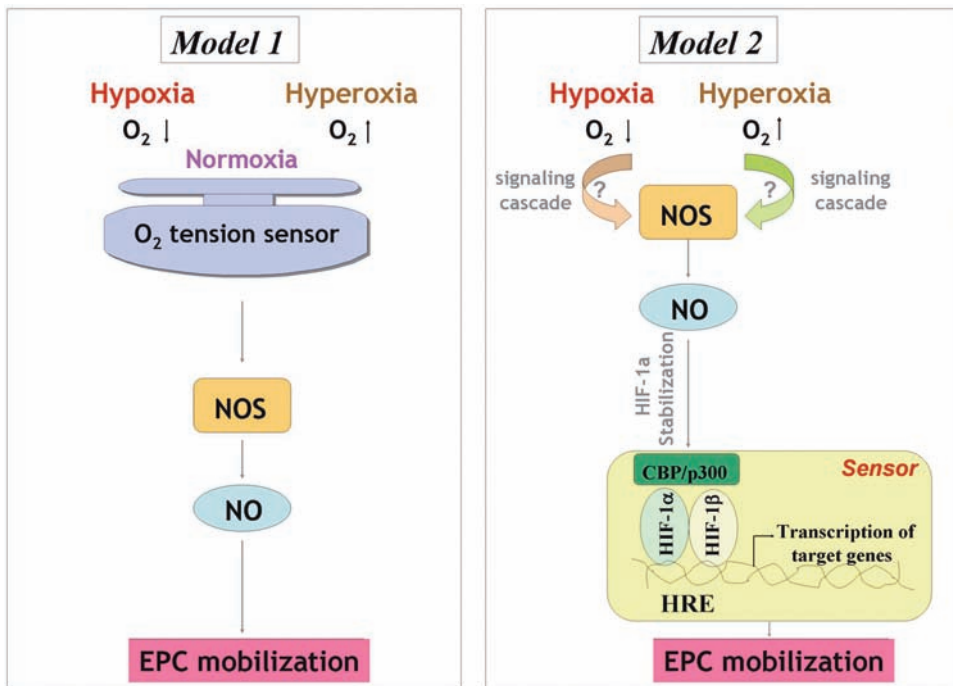 Model 1
Hypoxia Hyperoxia
O₂ ↓ O₂ ↑
Normoxia
O₂ tension sensor
NOS
NO
EPC mobilization
Model 2
Hypoxia Hyperoxia
O₂ ↓ O₂ ↑
signaling
cascade
?
NOS
?
signaling
cascade
NO
HIF-1a
Stabilization
Sensor
CBP/p300
HIF-1α
HIF-1β
Transcription of
target genes
HRE
EPC mobilization